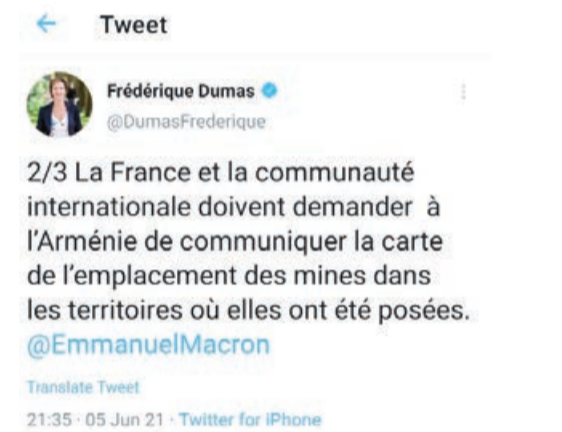 Tweet
Frédérique Dumas
@DumasFrederique
2/3 La France et la communauté
internationale doivent demander à
l'Arménie de communiquer la carte
de l'emplacement des mines dans
les territoires où elles ont été posées.
@EmmanuelMacron
Translate Tweet
21:35 · 05 Jun 21 · Twitter for iPhone